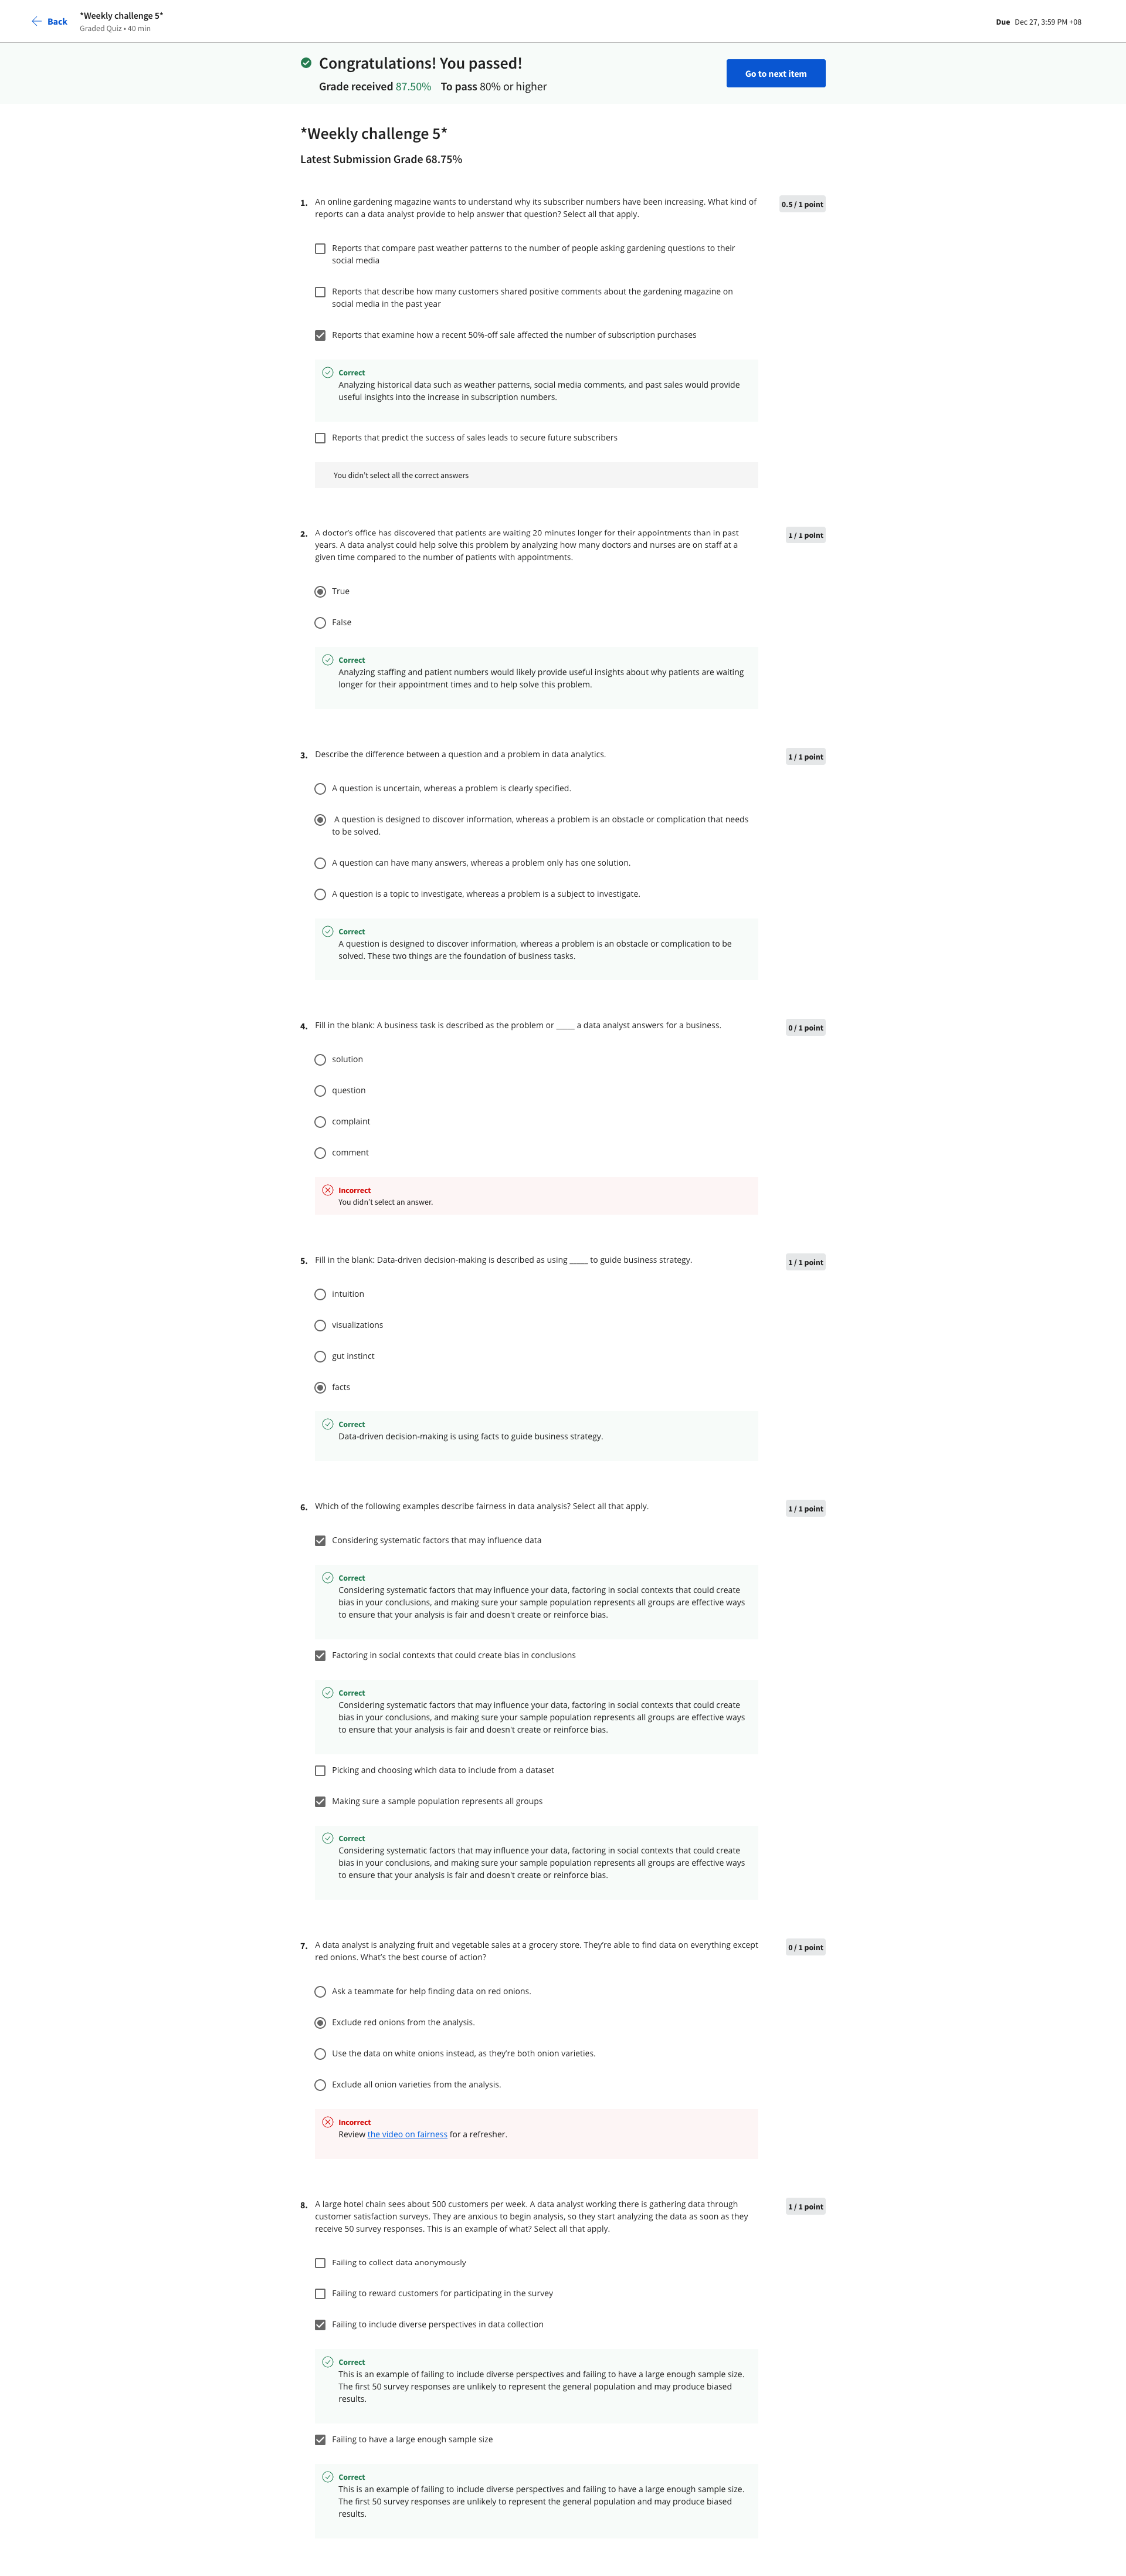 Back
*Weekly challenge 5*
Graded Quiz • 40 min
Due Dec 27, 3:59 PM +08
Congratulations! You passed!
Grade received 87.50% To pass 80% or higher
Go to next item
*Weekly challenge 5*
Latest Submission Grade 68.75%
1. An online gardening magazine wants to understand why its subscriber numbers have been increasing. What kind of
reports can a data analyst provide to help answer that question? Select all that apply.
0.5 / 1 point
Reports that compare past weather patterns to the number of people asking gardening questions to their
social media
Reports that describe how many customers shared positive comments about the gardening magazine on
social media in the past year
Reports that examine how a recent 50%-off sale affected the number of subscription purchases
Correct
Analyzing historical data such as weather patterns, social media comments, and past sales would provide
useful insights into the increase in subscription numbers.
Reports that predict the success of sales leads to secure future subscribers
You didn't select all the correct answers
2. A doctor's office has discovered that patients are waiting 20 minutes longer for their appointments than in past
years. A data analyst could help solve this problem by analyzing how many doctors and nurses are on staff at a
given time compared to the number of patients with appointments.
1 / 1 point
True
False
Correct
Analyzing staffing and patient numbers would likely provide useful insights about why patients are waiting
longer for their appointment times and to help solve this problem.
3. Describe the difference between a question and a problem in data analytics.
1 / 1 point
A question is uncertain, whereas a problem is clearly specified.
A question is designed to discover information, whereas a problem is an obstacle or complication that needs
to be solved.
A question can have many answers, whereas a problem only has one solution.
A question is a topic to investigate, whereas a problem is a subject to investigate.
Correct
A question is designed to discover information, whereas a problem is an obstacle or complication to be
solved. These two things are the foundation of business tasks.
4. Fill in the blank: A business task is described as the problem or _____ a data analyst answers for a business.
0 / 1 point
solution
question
complaint
comment
Incorrect
You didn't select an answer.
5. Fill in the blank: Data-driven decision-making is described as using _____ to guide business strategy.
1 / 1 point
intuition
visualizations
gut instinct
facts
Correct
Data-driven decision-making is using facts to guide business strategy.
6. Which of the following examples describe fairness in data analysis? Select all that apply.
1 / 1 point
Considering systematic factors that may influence data
Correct
Considering systematic factors that may influence your data, factoring in social contexts that could create
bias in your conclusions, and making sure your sample population represents all groups are effective ways
to ensure that your analysis is fair and doesn't create or reinforce bias.
Factoring in social contexts that could create bias in conclusions
Correct
Considering systematic factors that may influence your data, factoring in social contexts that could create
bias in your conclusions, and making sure your sample population represents all groups are effective ways
to ensure that your analysis is fair and doesn't create or reinforce bias.
Picking and choosing which data to include from a dataset
Making sure a sample population represents all groups
Correct
Considering systematic factors that may influence your data, factoring in social contexts that could create
bias in your conclusions, and making sure your sample population represents all groups are effective ways
to ensure that your analysis is fair and doesn't create or reinforce bias.
7. A data analyst is analyzing fruit and vegetable sales at a grocery store. They're able to find data on everything except
red onions. What's the best course of action?
0 / 1 point
Ask a teammate for help finding data on red onions.
Exclude red onions from the analysis.
Use the data on white onions instead, as they're both onion varieties.
Exclude all onion varieties from the analysis.
Incorrect
Review the video on fairness for a refresher.
8. A large hotel chain sees about 500 customers per week. A data analyst working there is gathering data through
customer satisfaction surveys. They are anxious to begin analysis, so they start analyzing the data as soon as they
receive 50 survey responses. This is an example of what? Select all that apply.
1 / 1 point
Failing to collect data anonymously
Failing to reward customers for participating in the survey
Failing to include diverse perspectives in data collection
Correct
This is an example of failing to include diverse perspectives and failing to have a large enough sample size.
The first 50 survey responses are unlikely to represent the general population and may produce biased
results.
Failing to have a large enough sample size
Correct
This is an example of failing to include diverse perspectives and failing to have a large enough sample size.
The first 50 survey responses are unlikely to represent the general population and may produce biased
results.